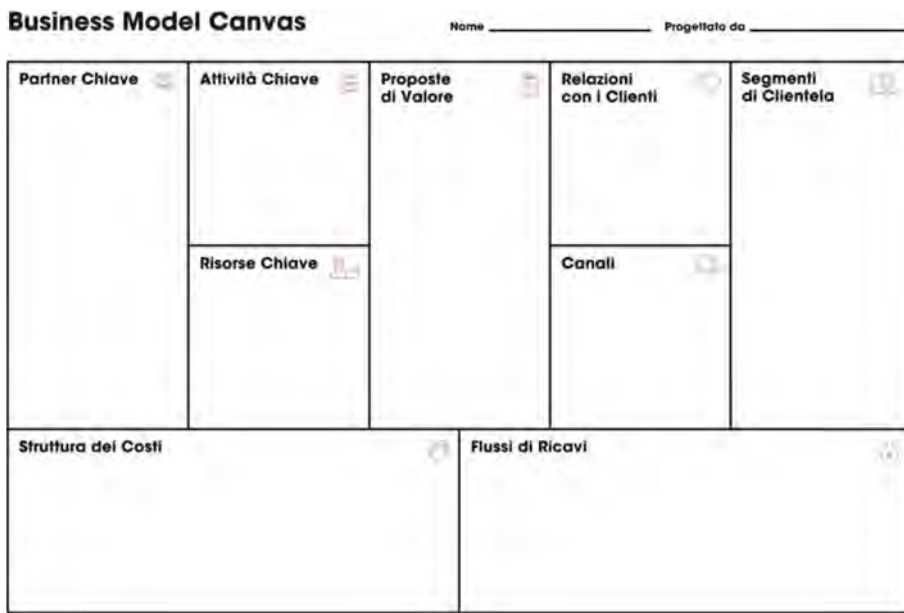 Business Model Canvas
Nome
Progettato da
Partner Chiave
Attività Chiave
Proposte
di Valore
Relazioni
con i Clienti
Segmenti
di Clientela
Risorse Chiave
Canali
Struttura dei Costi
Flussi di Ricavi